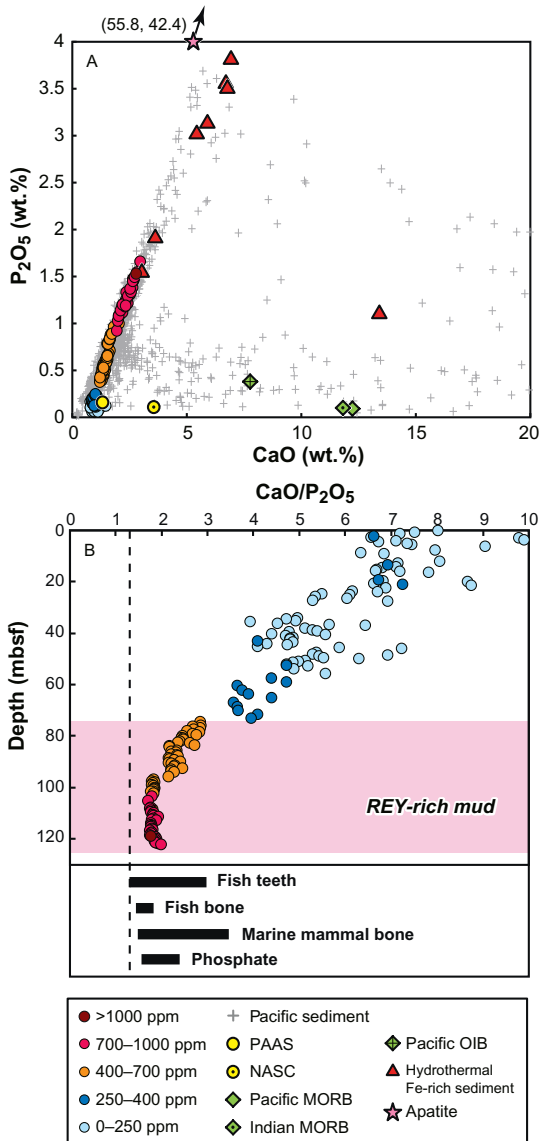 (55.8, 42.4)
A
4
3.5
3
2.5
2
1.5
1
0.5
0
P2O5 (wt.%)
0 5 10 15 20
CaO (wt.%)
CaO/P2O5
0 1 2 3 4 5 6 7 8 9 10
B
0
20
40
60
80
100
120
Depth (mbsf)
REY-rich mud
Fish teeth
Fish bone
Marine mammal bone
Phosphate
>1000 ppm
700–1000 ppm
400–700 ppm
250–400 ppm
0–250 ppm
Pacific sediment
PAAS
NASC
Pacific MORB
Indian MORB
Pacific OIB
Hydrothermal
Fe-rich sediment
Apatite